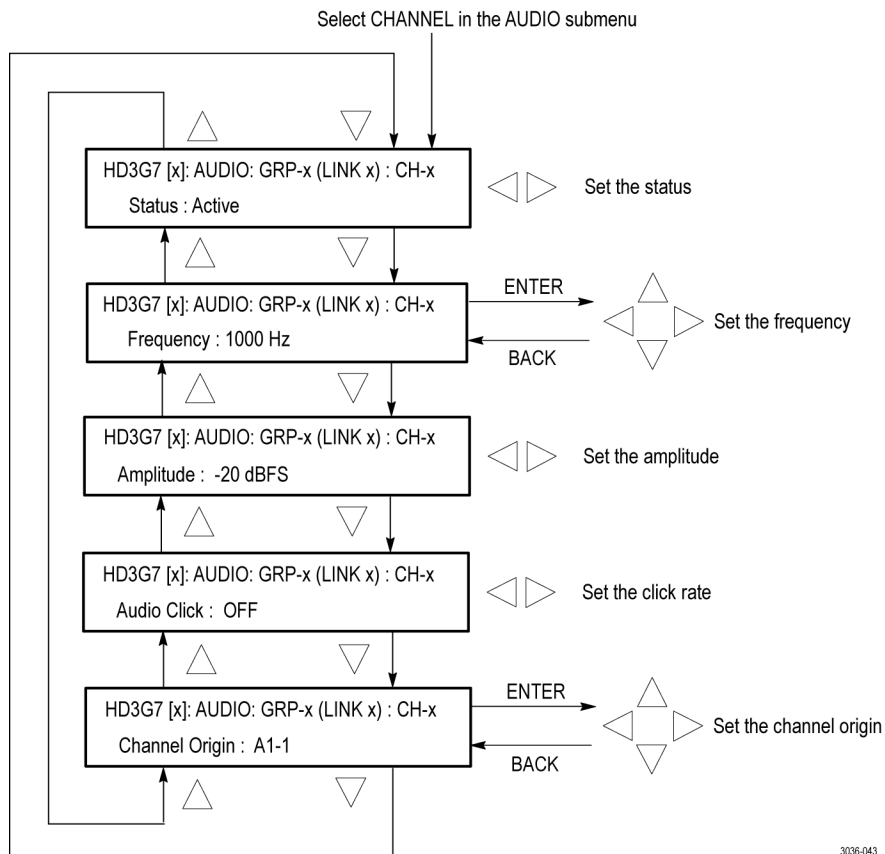 Select CHANNEL in the AUDIO submenu
HD3G7 [x]: AUDIO: GRP-x (LINK x) : CH-x
Status : Active
Set the status
HD3G7 [x]: AUDIO: GRP-x (LINK x) : CH-x
Frequency : 1000 Hz
ENTER
BACK
Set the frequency
HD3G7 [x]: AUDIO: GRP-x (LINK x) : CH-x
Amplitude : -20 dBFS
Set the amplitude
HD3G7 [x]: AUDIO: GRP-x (LINK x) : CH-x
Audio Click : OFF
Set the click rate
HD3G7 [x]: AUDIO: GRP-x (LINK x) : CH-x
Channel Origin : A1-1
ENTER
BACK
Set the channel origin
3036-043